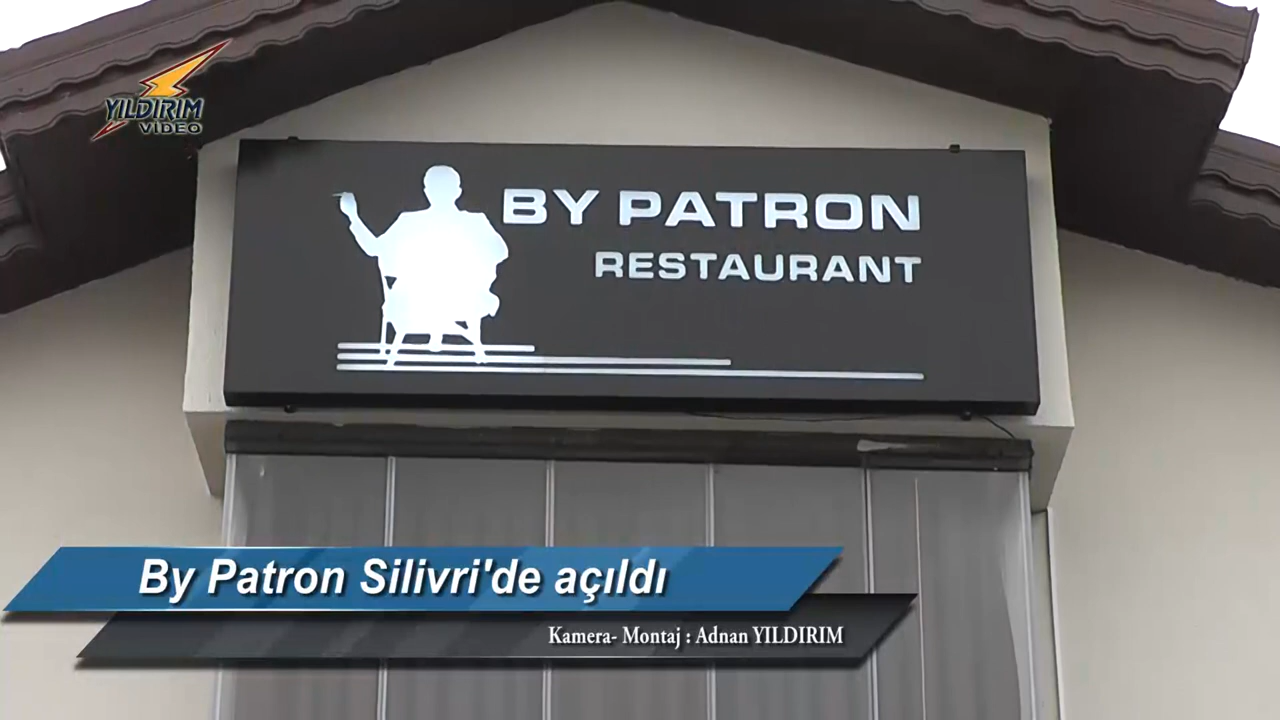 YILDIRIM
VIDEO
BY PATRON
RESTAURANT
By Patron Silivri'de açıldı
Kamera- Montaj : Adnan YILDIRIM